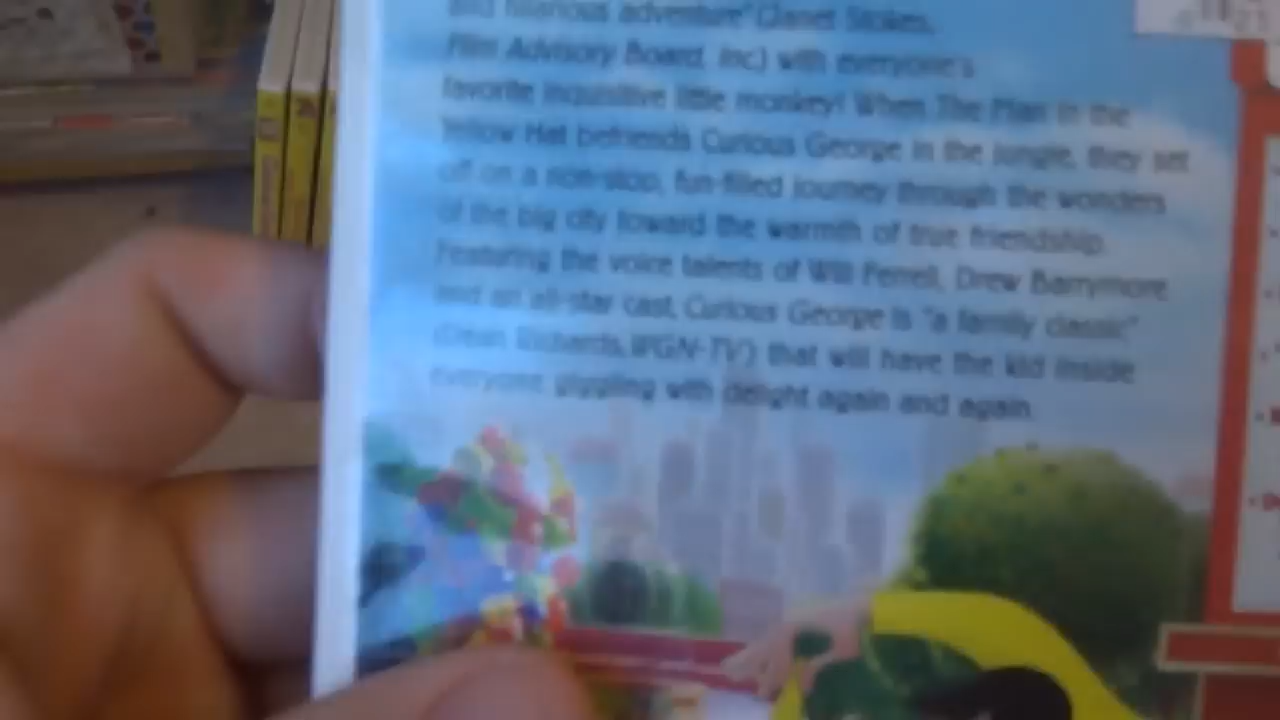 and hilarious adventure" (Janet Stokes,
Film Advisory Board, Inc.) with everyone's
favorite inquisitive little monkey! When The Man in the
Yellow Hat befriends Curious George in the jungle, they set
off on a non-stop, fun-filled journey through the wonders
of the big city toward the warmth of true friendship.
Featuring the voice talents of Will Ferrell, Drew Barrymore
and an all-star cast, Curious George is "a family classic"
(Dean Richards, WGN-TV) that will have the kid inside
everyone giggling with delight again and again.